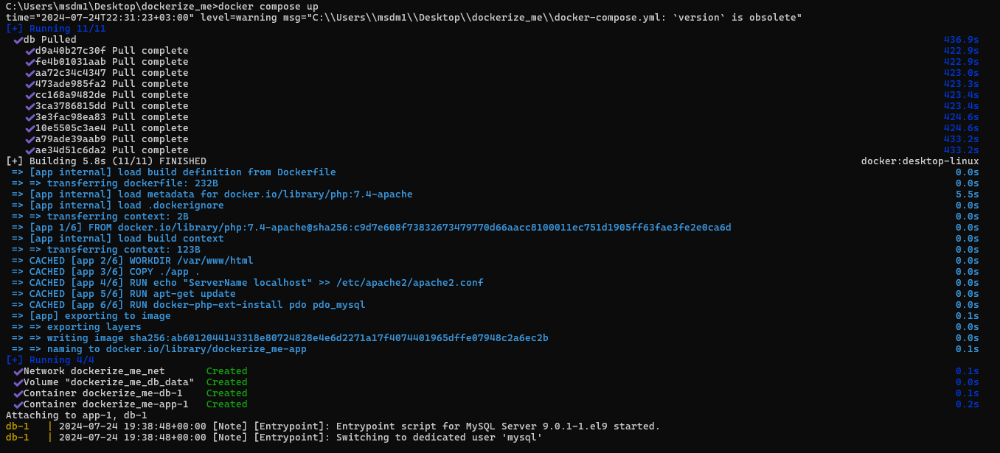 C:\Users\msdm1\Desktop\dockerize_me>docker compose up
time="2024-07-24T22:31:23+03:00" level=warning msg="C:\\Users\\msdm1\\Desktop\\dockerize_me\\docker-compose.yml: `version` is obsolete"
[+] Running 11/11
✔db Pulled 436.9s
✔d9a40b27c30f Pull complete 422.9s
✔fe4b01031aab Pull complete 422.9s
✔aa72c34c4347 Pull complete 423.0s
✔473ade985fa2 Pull complete 423.3s
✔cc168a9482de Pull complete 423.4s
✔3ca3786815dd Pull complete 423.4s
✔3e3fac98ea83 Pull complete 424.6s
✔10e5505c3ae4 Pull complete 424.6s
✔a79ade39aab9 Pull complete 433.2s
✔ae34d51c6da2 Pull complete 433.2s
[+] Building 5.8s (11/11) FINISHED docker:desktop-linux
=> [app internal] load build definition from Dockerfile 0.0s
=> => transferring dockerfile: 232B 0.0s
=> [app internal] load metadata for docker.io/library/php:7.4-apache 5.5s
=> [app internal] load .dockerignore 0.0s
=> => transferring context: 2B 0.0s
=> [app 1/6] FROM docker.io/library/php:7.4-apache@sha256:c9d7e608f73832673479770d66aacc8100011ec751d1905ff63fae3fe2e0ca6d 0.0s
=> [app internal] load build context 0.0s
=> => transferring context: 123B 0.0s
=> CACHED [app 2/6] WORKDIR /var/www/html 0.0s
=> CACHED [app 3/6] COPY ./app . 0.0s
=> CACHED [app 4/6] RUN echo "ServerName localhost" >> /etc/apache2/apache2.conf 0.0s
=> CACHED [app 5/6] RUN apt-get update 0.0s
=> CACHED [app 6/6] RUN docker-php-ext-install pdo pdo_mysql 0.0s
=> [app] exporting to image 0.1s
=> => exporting layers 0.0s
=> => writing image sha256:ab6012044143318e80724828e4e6d2271a17f4074401965dffe07948c2a6ec2b 0.0s
=> => naming to docker.io/library/dockerize_me-app 0.1s
[+] Running 4/4
✔Network dockerize_me_net Created 0.1s
✔Volume "dockerize_me_db_data" Created 0.0s
✔Container dockerize_me-db-1 Created 0.1s
✔Container dockerize_me-app-1 Created 0.2s
Attaching to app-1, db-1
db-1 | 2024-07-24 19:38:48+00:00 [Note] [Entrypoint]: Entrypoint script for MySQL Server 9.0.1-1.el9 started.
db-1 | 2024-07-24 19:38:48+00:00 [Note] [Entrypoint]: Switching to dedicated user 'mysql'